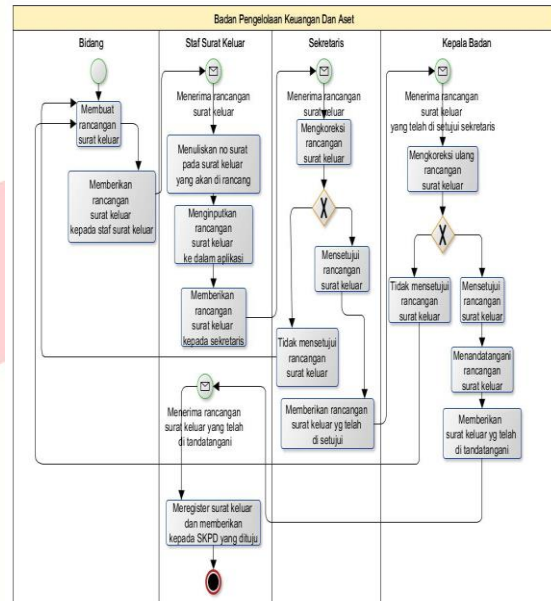 Badan Pengelolaan Keuangan Dan Aset
Bidang
Staf Surat Keluar
Sekretaris
Kepala Badan
Membuat
rancangan
surat keluar
Memberikan
rancangan
surat keluar
kepada staf surat keluar
Menerima rancangan
surat keluar
Menuliskan no surat
pada surat keluar
yang akan di rancang
Menginputkan
rancangan
surat keluar
ke dalam aplikasi
Memberikan
rancangan
surat keluar
kepada sekretaris
Menerima rancangan
surat keluar yang telah
di tandatangani
Meregister surat keluar
dan memberikan
kepada SKPD yang dituju
Menerima rancangan
surat keluar
Mengkoreksi
rancangan
surat keluar
X
Mensetujui
rancangan
surat keluar
Tidak mensetujui
rancangan
surat keluar
Memberikan rancangan
surat keluar yg telah
di setujui
Menerima rancangan
surat keluar
yang telah di setujui sekretaris
Mengkoreksi ulang
rancangan
surat keluar
X
Tidak mensetujui
rancangan
surat keluar
Mensetujui
rancangan
surat keluar
Menandatangani
rancangan
surat keluar
Memberikan
surat keluar yg telah
di tandatangani